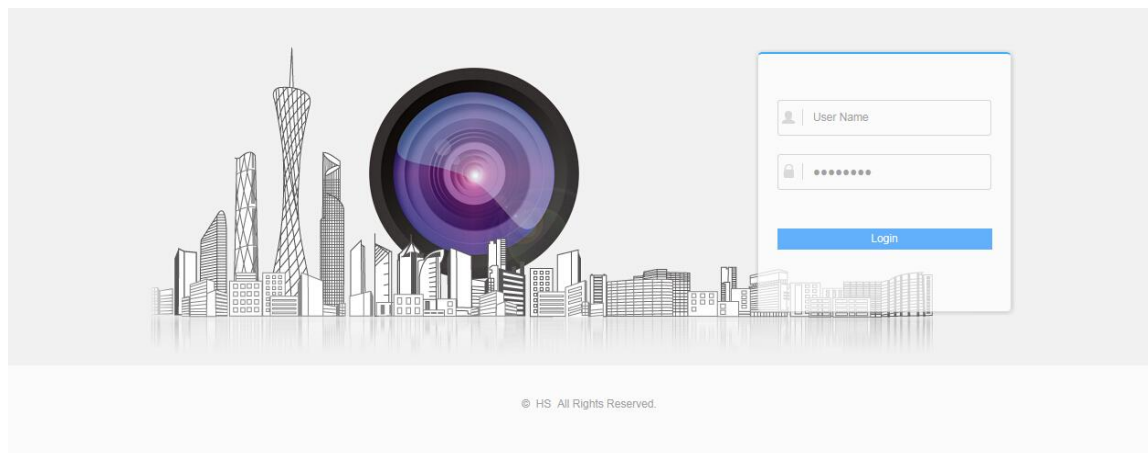 User Name
••••••••
Login
© HS All Rights Reserved.